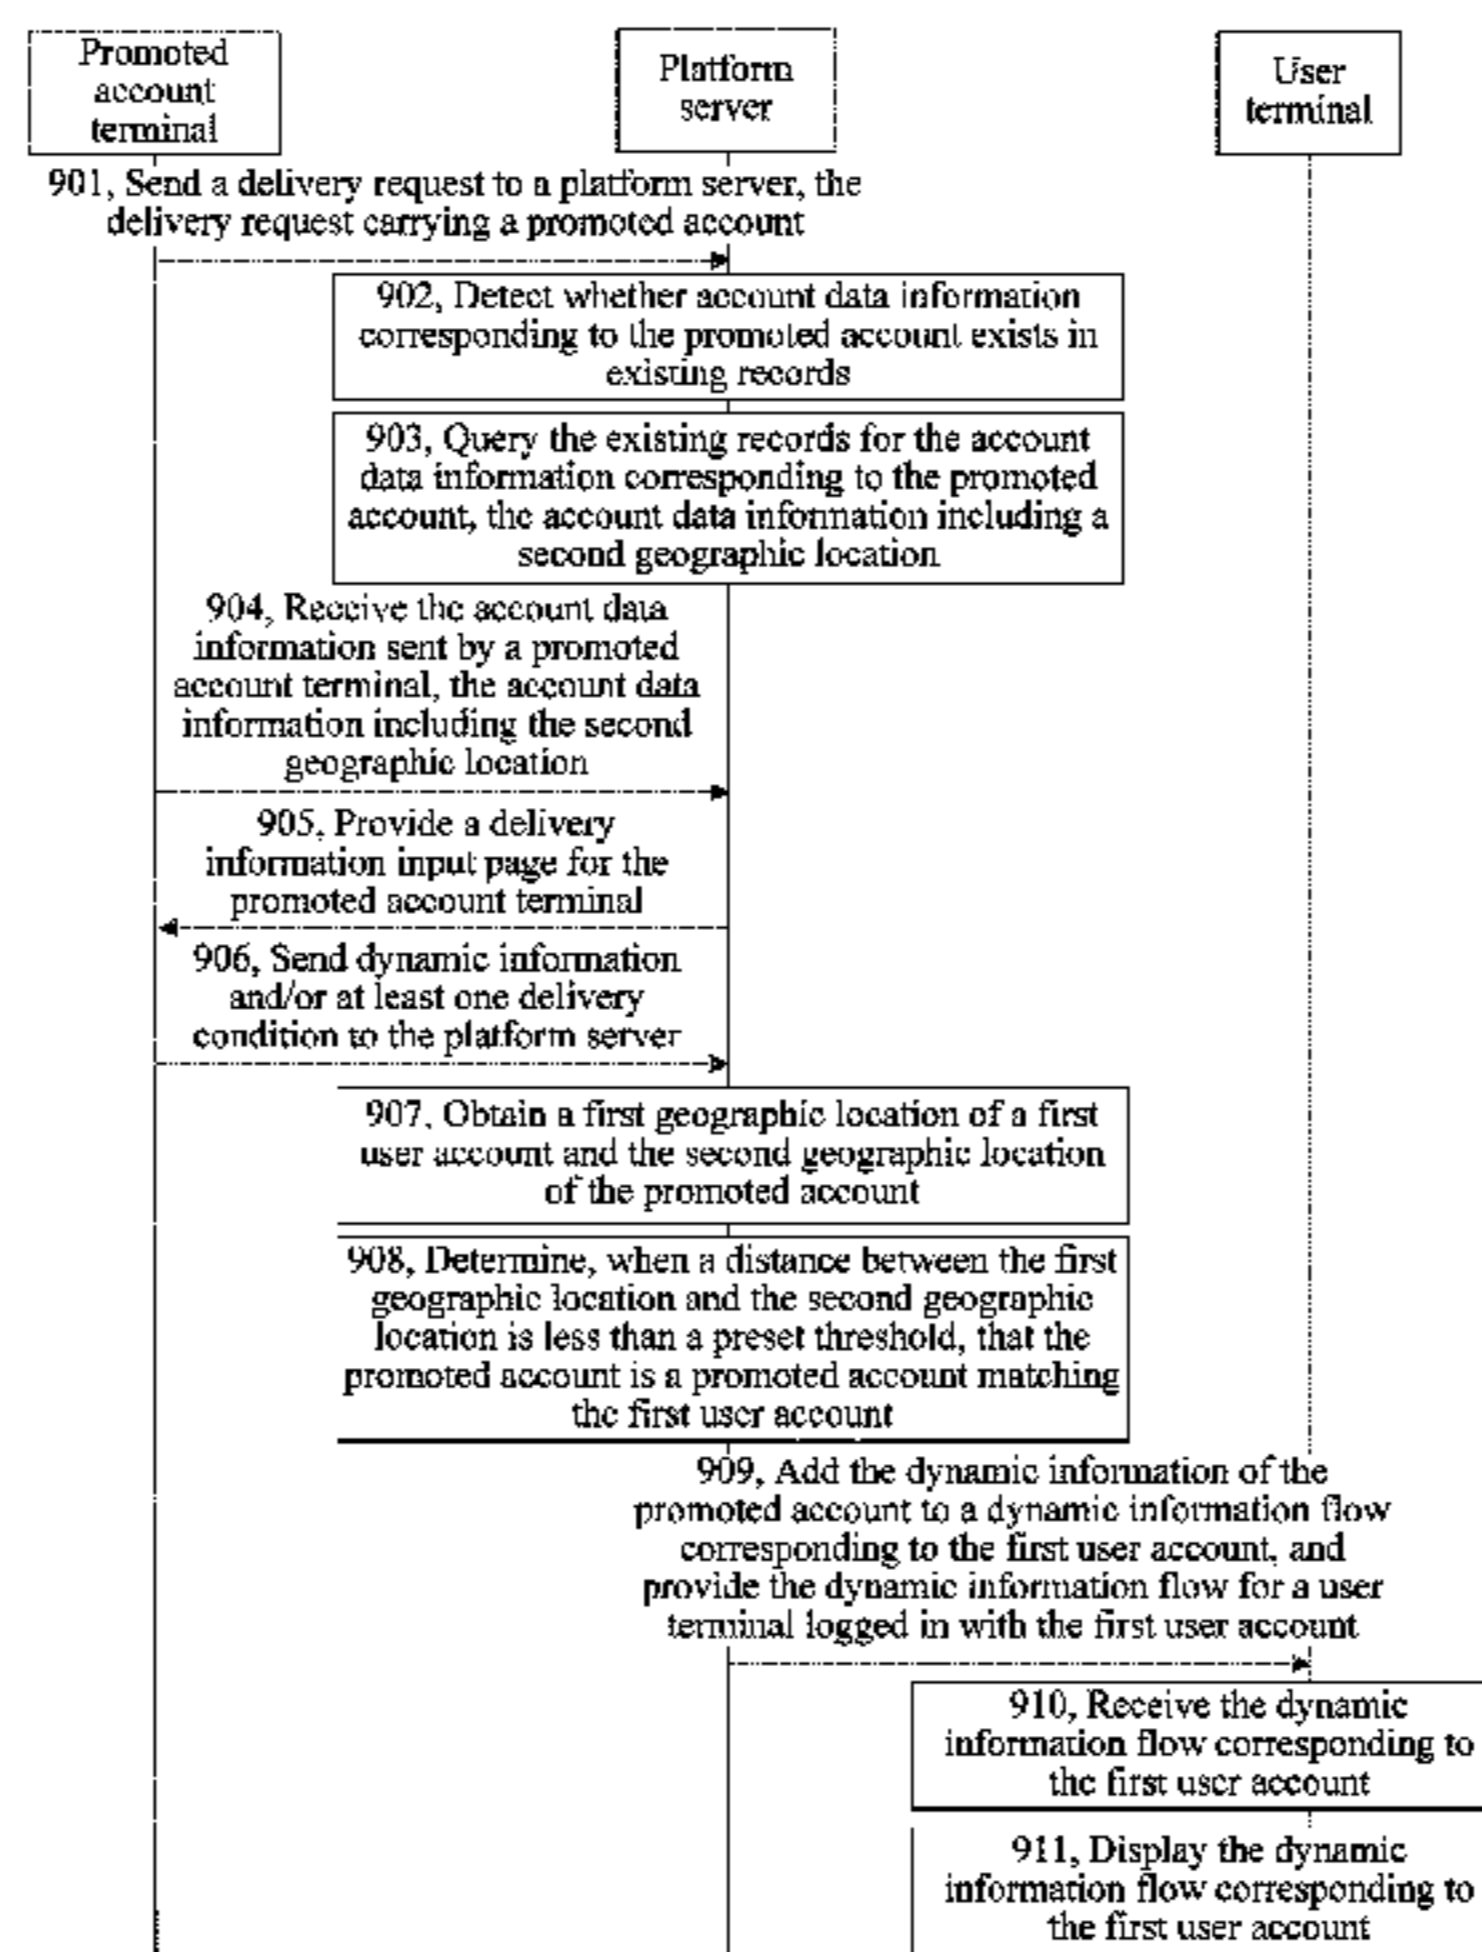 Promoted
account
terminal
Platform
server
User
terminal
901, Send a delivery request to a platform server, the
delivery request carrying a promoted account
902, Detect whether account data information
corresponding to the promoted account exists in
existing records
903, Query the existing records for the account
data information corresponding to the promoted
account, the account data information including a
second geographic location
904, Receive the account data
information sent by a promoted
account terminal, the account data
information including the second
geographic location
905, Provide a delivery
information input page for the
promoted account terminal
906, Send dynamic information
and/or at least one delivery
condition to the platform server
907, Obtain a first geographic location of a first
user account and the second geographic location
of the promoted account
908, Determine, when a distance between the first
geographic location and the second geographic
location is less than a preset threshold, that the
promoted account is a promoted account matching
the first user account
909, Add the dynamic information of the
promoted account to a dynamic information flow
corresponding to the first user account, and
provide the dynamic information flow for a user
terminal logged in with the first user account
910, Receive the dynamic
information flow corresponding to
the first user account
911, Display the dynamic
information flow corresponding to
the first user account